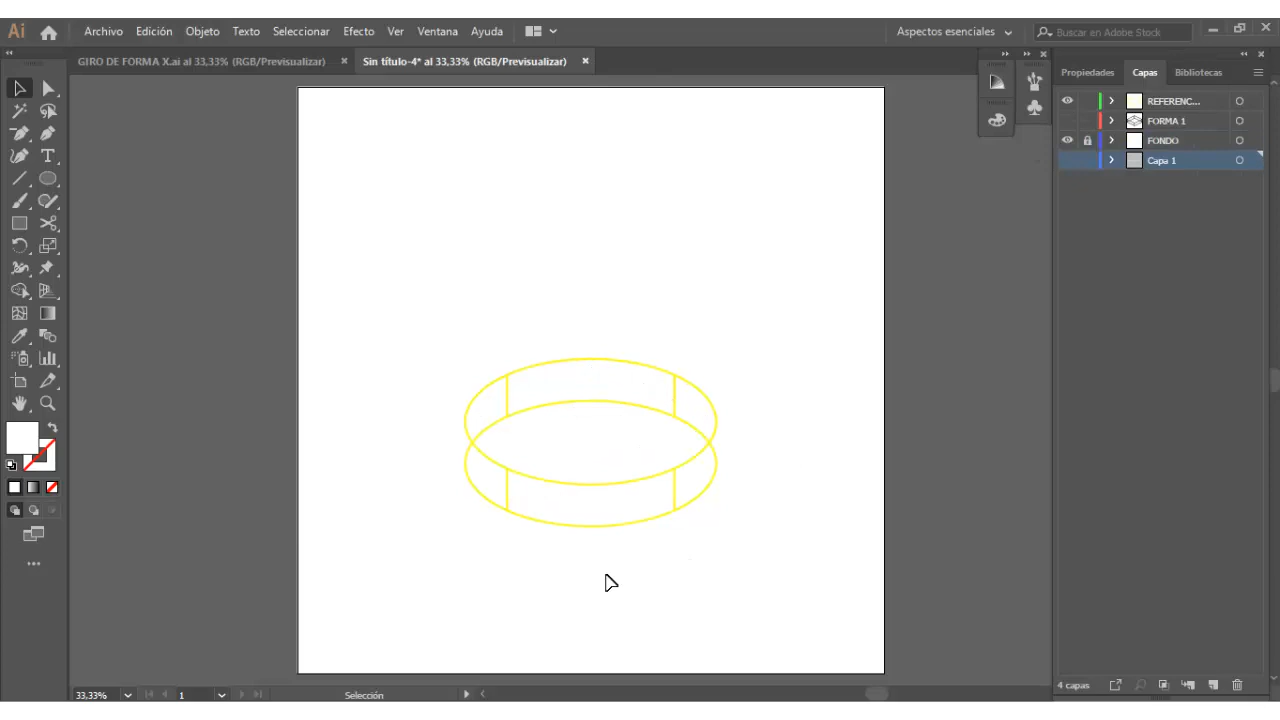 Ai Archivo Edición Objeto Texto Seleccionar Efecto Ver Ventana Ayuda Aspectos esenciales Buscar en Adobe Stock
GIRO DE FORMA X.ai al 33,33% (RGB/Previsualizar) Sin título-4* al 33,33% (RGB/Previsualizar)
Propiedades Capas Bibliotecas
REFERENC...
FORMA 1
FONDO
Capa 1
4 capas
33,33% 1 Selección